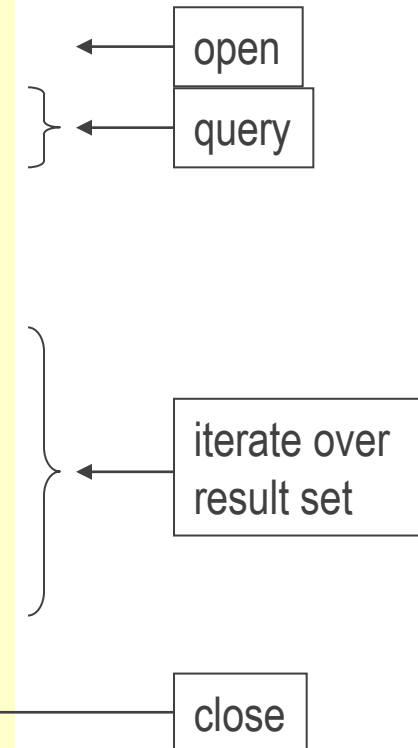 open
query
iterate over
result set
close